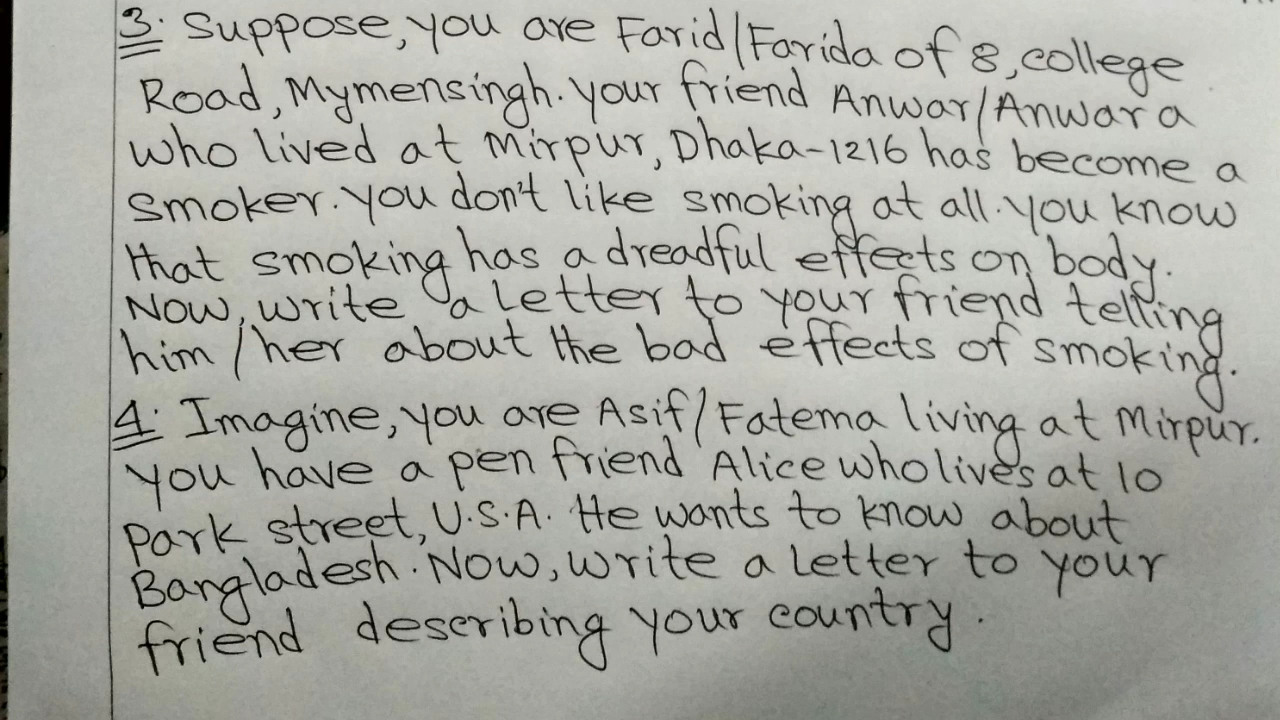 3. Suppose, you are Farid/Farida of 8, college
Road, Mymensingh. your friend Anwar/Anwara
who lived at Mirpur, Dhaka-1216 has become a
smoker. you don't like smoking at all. you know
that smoking has a dreadful effects on body.
Now, write a letter to your friend telling
him/her about the bad effects of smoking.
4. Imagine, you are Asif/Fatema living at Mirpur.
you have a pen friend Alice who lives at 10
park street, U.S.A. He wants to know about
Bangladesh. Now, write a letter to your
friend describing your country.